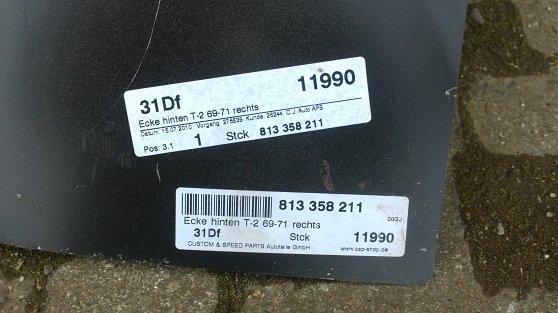 31Df 11990
Ecke hinten T-2 69-71 rechts
Datum: 15.07.2010 Vorgang: 276539 Kunde: 26244, C J Auto APS
Pos: 3.1 1 Stck 813 358 211
813 358 211
Ecke hinten T-2 69-71 rechts
31Df Stck 11990
CUSTOM & SPEED PARTS Autoteile GmbH www.csp-shop.de